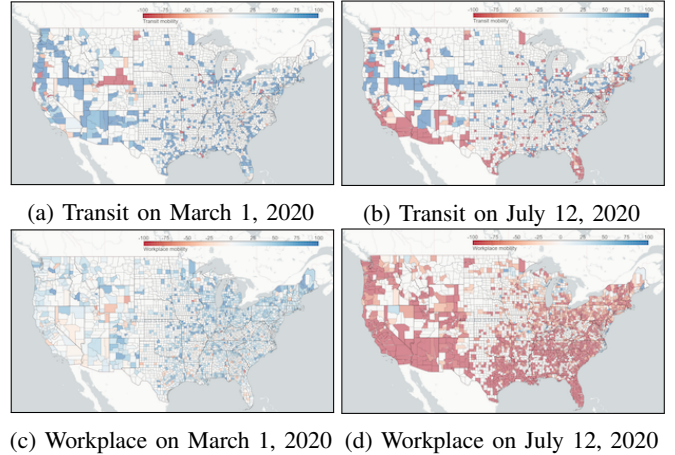 -100 -75 -50 -25 0 25 50 75 100
Transit mobility
-100 -75 -50 -25 0 25 50 75 100
Transit mobility
(a) Transit on March 1, 2020
(b) Transit on July 12, 2020
-100 -75 -50 -25 0 25 50 75 100
Workplace mobility
-100 -75 -50 -25 0 25 50 75 100
Workplace mobility
(c) Workplace on March 1, 2020
(d) Workplace on July 12, 2020